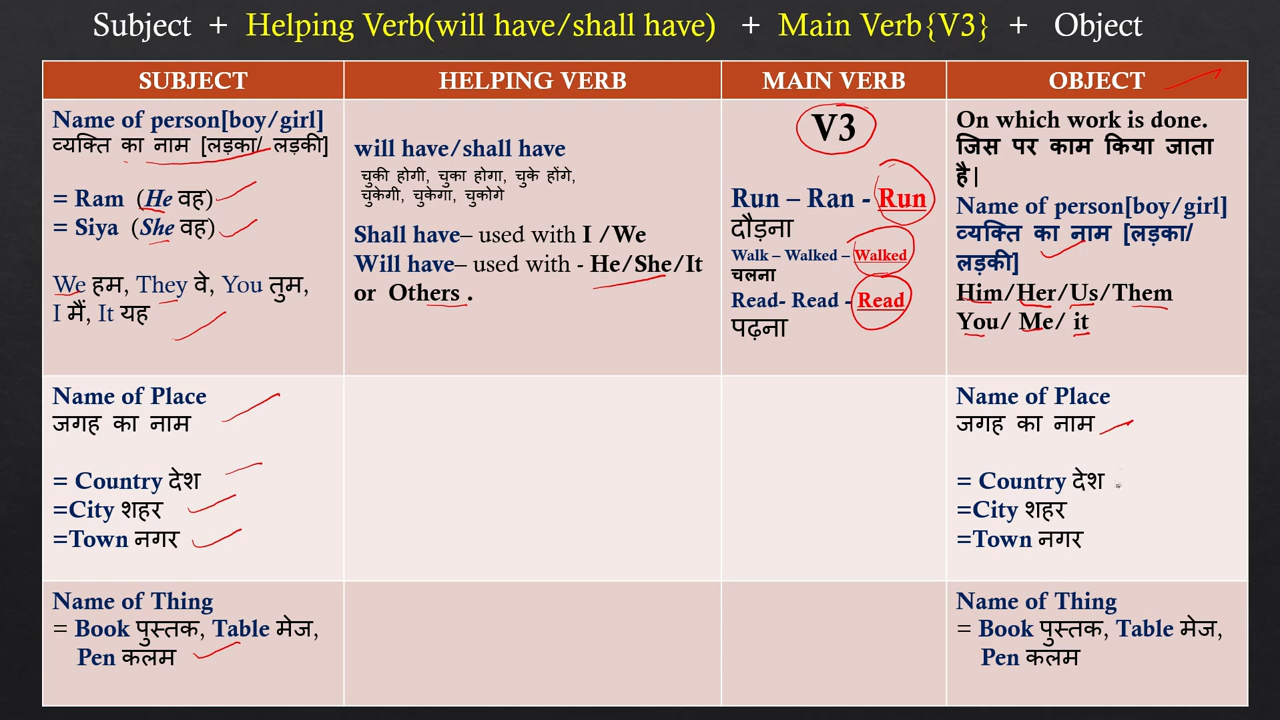 Subject + Helping Verb(will have/shall have) + Main Verb{V3} + Object
SUBJECT
HELPING VERB
MAIN VERB
OBJECT
Name of person[boy/girl]
व्यक्ति का नाम [लड़का/ लड़की]
= Ram (He वह)
= Siya (She वह)
We हम, They वे, You तुम,
I मैं, It यह
will have/shall have
चुकी होगी, चुका होगा, चुके होंगे,
चुकेगी, चुकेगा, चुकोगे
Shall have– used with I /We
Will have– used with - He/She/It
or Others .
V3
Run – Ran - Run
दौड़ना
Walk – Walked – Walked
चलना
Read- Read - Read
पढ़ना
On which work is done.
जिस पर काम किया जाता
है|
Name of person[boy/girl]
व्यक्ति का नाम [लड़का/
लड़की]
Him/Her/Us/Them
You/ Me/ it
Name of Place
जगह का नाम
= Country देश
=City शहर
=Town नगर
Name of Place
जगह का नाम
= Country देश
=City शहर
=Town नगर
Name of Thing
= Book पुस्तक, Table मेज,
Pen कलम
Name of Thing
= Book पुस्तक, Table मेज,
Pen कलम